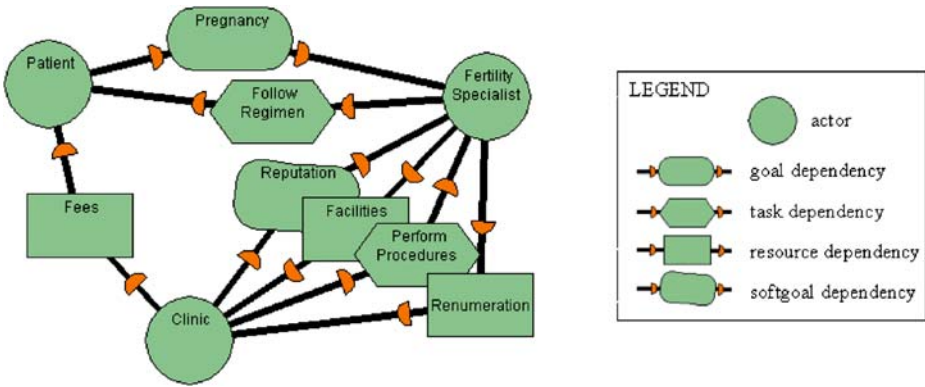 Pregnancy
Patient
Fertility
Specialist
Follow
Regimen
Reputation
Fees
Facilities
Perform
Procedures
Clinic
Renumeration
LEGEND
actor
goal dependency
task dependency
resource dependency
softgoal dependency